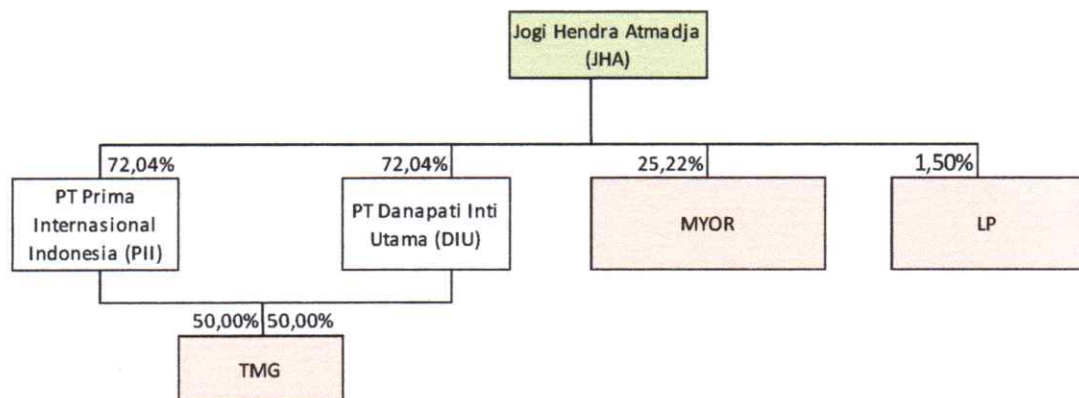 Jogi Hendra Atmadja
(JHA)
72,04%
72,04%
25,22%
1,50%
PT Prima
Internasional
Indonesia (PII)
PT Danapati Inti
Utama (DIU)
MYOR
LP
50,00%
50,00%
TMG